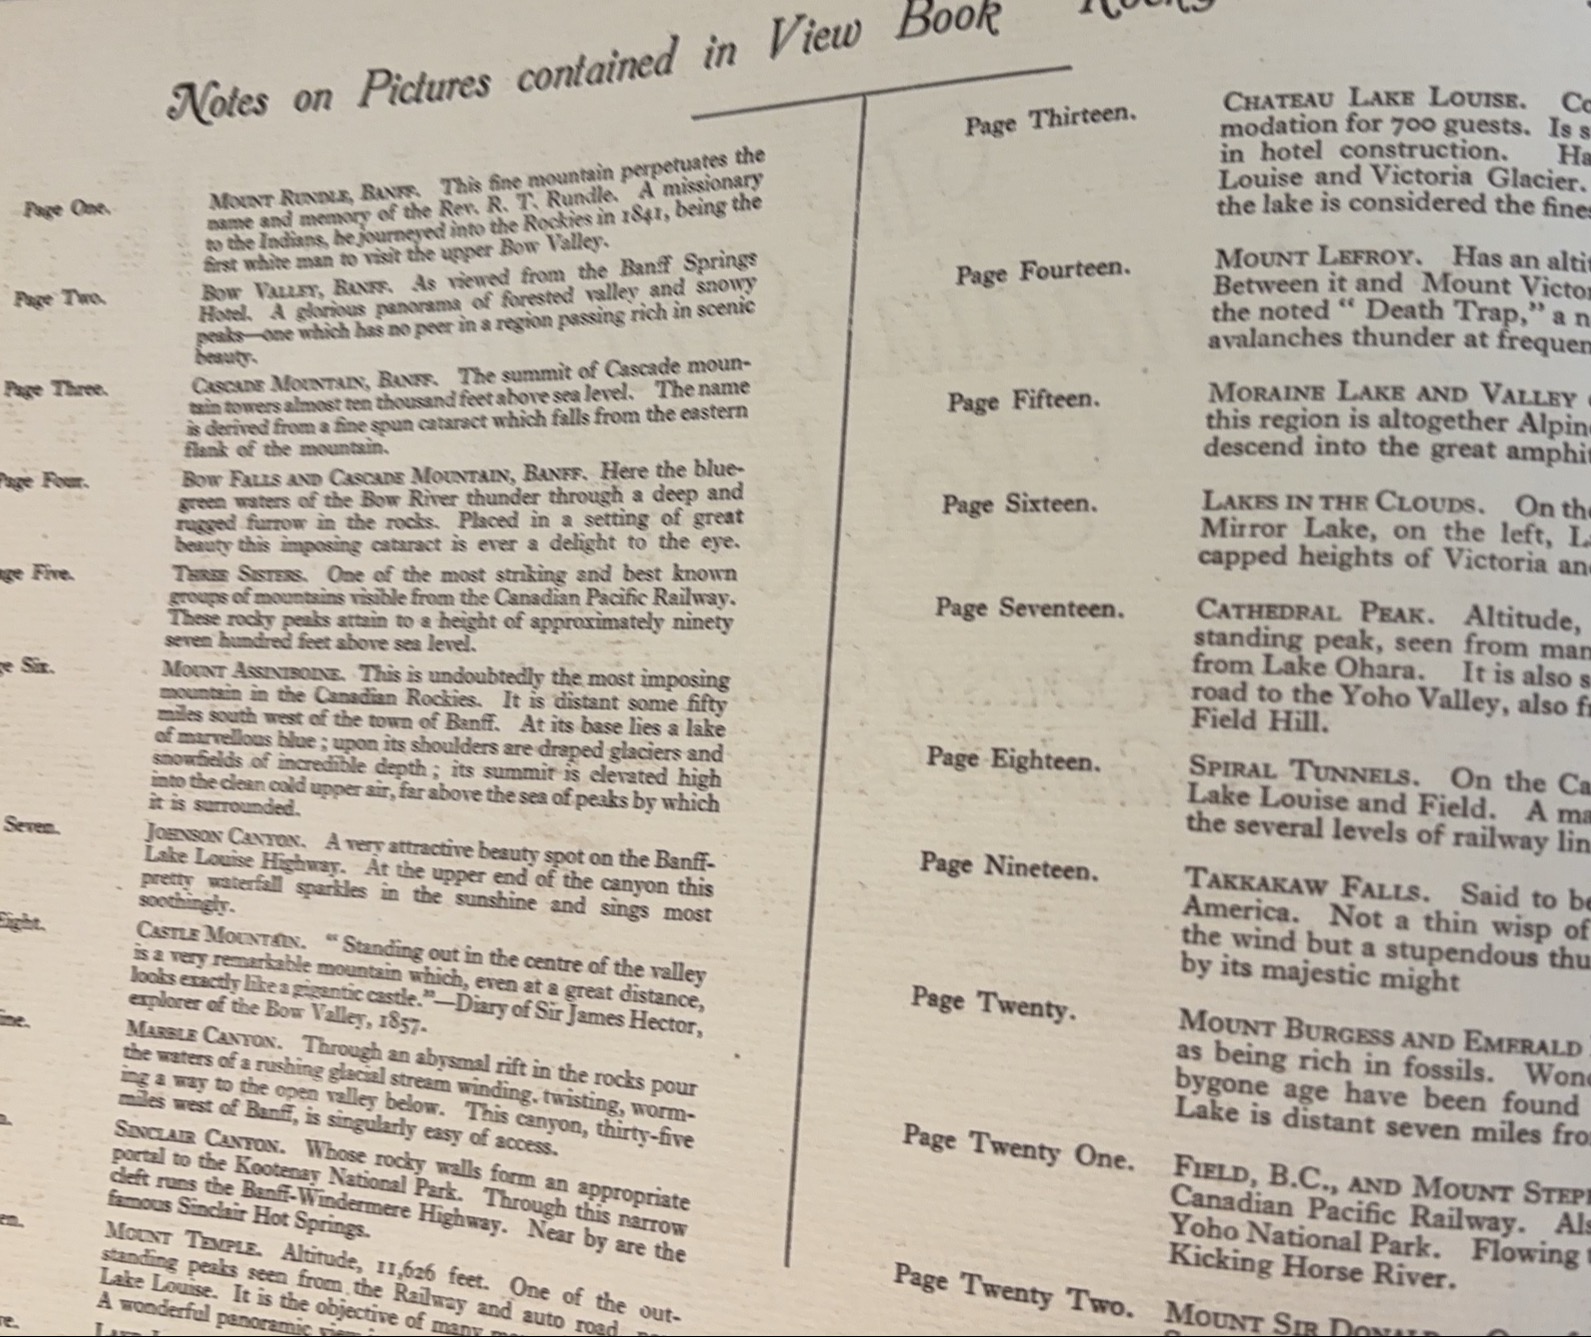 Notes on Pictures contained in View Book
Page One.
MOUNT RUNDLE, BANFF. This fine mountain perpetuates the
name and memory of the Rev. R. T. Rundle. A missionary
to the Indians, he journeyed into the Rockies in 1841, being the
first white man to visit the upper Bow Valley.
Page Two.
BOW VALLEY, BANFF. As viewed from the Banff Springs
Hotel. A glorious panorama of forested valley and snowy
peaks—one which has no peer in a region passing rich in scenic
beauty.
Page Three.
CASCADE MOUNTAIN, BANFF. The summit of Cascade moun-
tain towers almost ten thousand feet above sea level. The name
is derived from a fine spun cataract which falls from the eastern
flank of the mountain.
Page Four.
BOW FALLS AND CASCADE MOUNTAIN, BANFF. Here the blue-
green waters of the Bow River thunder through a deep and
rugged furrow in the rocks. Placed in a setting of great
beauty this imposing cataract is ever a delight to the eye.
age Five.
THREE SISTERS. One of the most striking and best known
groups of mountains visible from the Canadian Pacific Railway.
These rocky peaks attain to a height of approximately ninety
seven hundred feet above sea level.
ge Six.
MOUNT ASSINIBOINE. This is undoubtedly the most imposing
mountain in the Canadian Rockies. It is distant some fifty
miles south west of the town of Banff. At its base lies a lake
of marvellous blue ; upon its shoulders are draped glaciers and
snowfields of incredible depth ; its summit is elevated high
into the clean cold upper air, far above the sea of peaks by which
it is surrounded.
Seven.
JOHNSON CANYON. A very attractive beauty spot on the Banff-
Lake Louise Highway. At the upper end of the canyon this
pretty waterfall sparkles in the sunshine and sings most
soothingly.
Eight.
CASTLE MOUNTAIN. " Standing out in the centre of the valley
is a very remarkable mountain which, even at a great distance,
looks exactly like a gigantic castle."—Diary of Sir James Hector,
explorer of the Bow Valley, 1857.
ine.
MARBLE CANYON. Through an abysmal rift in the rocks pour
the waters of a rushing glacial stream winding, twisting, worm-
ing a way to the open valley below. This canyon, thirty-five
miles west of Banff, is singularly easy of access.
n.
SINCLAIR CANYON. Whose rocky walls form an appropriate
portal to the Kootenay National Park. Through this narrow
cleft runs the Banff-Windermere Highway. Near by are the
famous Sinclair Hot Springs.
en.
MOUNT TEMPLE. Altitude, 11,626 feet. One of the out-
standing peaks seen from the Railway and auto road
Lake Louise. It is the objective of many
A wonderful panoramic
Page Thirteen.
CHATEAU LAKE LOUISE. Co
modation for 700 guests. Is s
in hotel construction. Ha
Louise and Victoria Glacier.
the lake is considered the fines
Page Fourteen.
MOUNT LEFROY. Has an alti
Between it and Mount Victor
the noted " Death Trap," a n
avalanches thunder at frequen
Page Fifteen.
MORAINE LAKE AND VALLEY
this region is altogether Alpin
descend into the great amphi
Page Sixteen.
LAKES IN THE CLOUDS. On th
Mirror Lake, on the left, L
capped heights of Victoria an
Page Seventeen.
CATHEDRAL PEAK. Altitude,
standing peak, seen from man
from Lake Ohara. It is also s
road to the Yoho Valley, also f
Field Hill.
Page Eighteen.
SPIRAL TUNNELS. On the Ca
Lake Louise and Field. A ma
the several levels of railway lin
Page Nineteen.
TAKKAKAW FALLS. Said to be
America. Not a thin wisp of
the wind but a stupendous thu
by its majestic might
Page Twenty.
MOUNT BURGESS AND EMERALD
as being rich in fossils. Won
bygone age have been found
Lake is distant seven miles fro
Page Twenty One.
FIELD, B.C., AND MOUNT STEP
Canadian Pacific Railway. Als
Yoho National Park. Flowing
Kicking Horse River.
Page Twenty Two.
MOUNT SIR DONAL